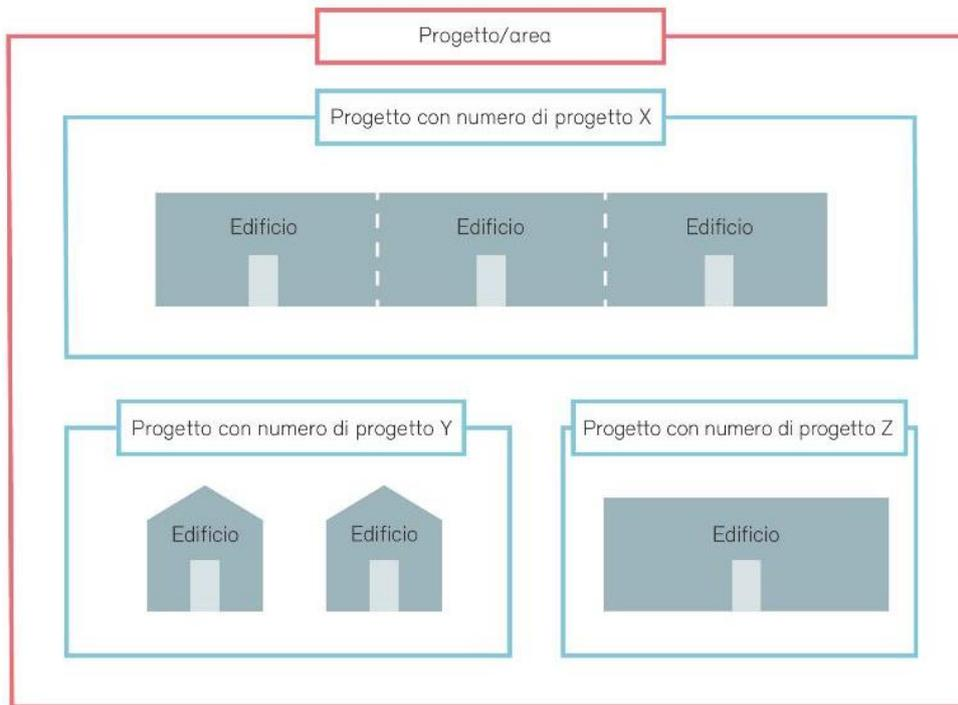 Progetto/area
Progetto con numero di progetto X
Edificio
Edificio
Edificio
Progetto con numero di progetto Y
Progetto con numero di progetto Z
Edificio
Edificio
Edificio